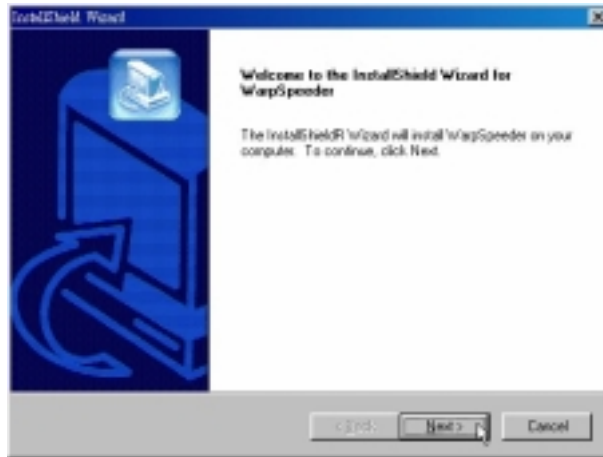 InstallShield Wizard
Welcome to the InstallShield Wizard for
WarpSpeeder
The InstallShieldR Wizard will install WarpSpeeder on your
computer. To continue, click Next.
< Back
Next >
Cancel